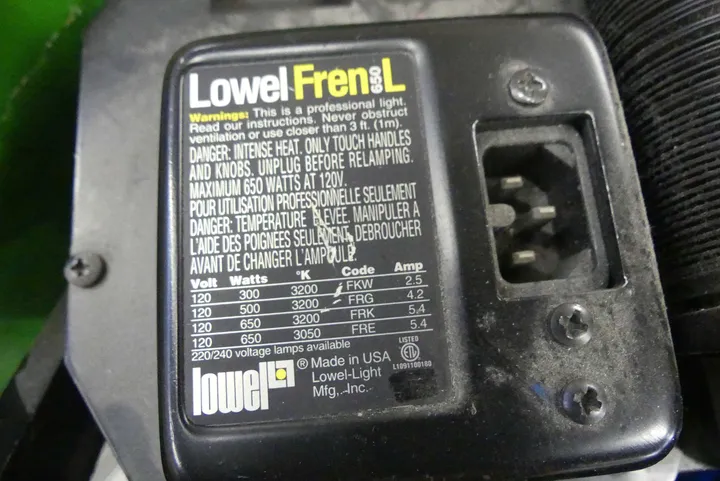 Lowel Fren L 650
Warnings: This is a professional light.
Read our instructions. Never obstruct
ventilation or use closer than 3 ft. (1m).
DANGER: INTENSE HEAT. ONLY TOUCH HANDLES
AND KNOBS. UNPLUG BEFORE RELAMPING.
MAXIMUM 650 WATTS AT 120V.
POUR UTILISATION PROFESSIONNELLE SEULEMENT
DANGER: TEMPERATURE ELEVEE. MANIPULER A
L'AIDE DES POIGNEES SEULEMENT, DEBROUCHER
AVANT DE CHANGER L'AMPOULE.
Volt Watts °K Code Amp
120 300 3200 FKW 2.5
120 500 3200 FRG 4.2
120 650 3200 FRK 5.4
120 650 3050 FRE 5.4
220/240 voltage lamps available
lowel ® Made in USA
Lowel-Light
Mfg., Inc.
LISTED
L1091100180